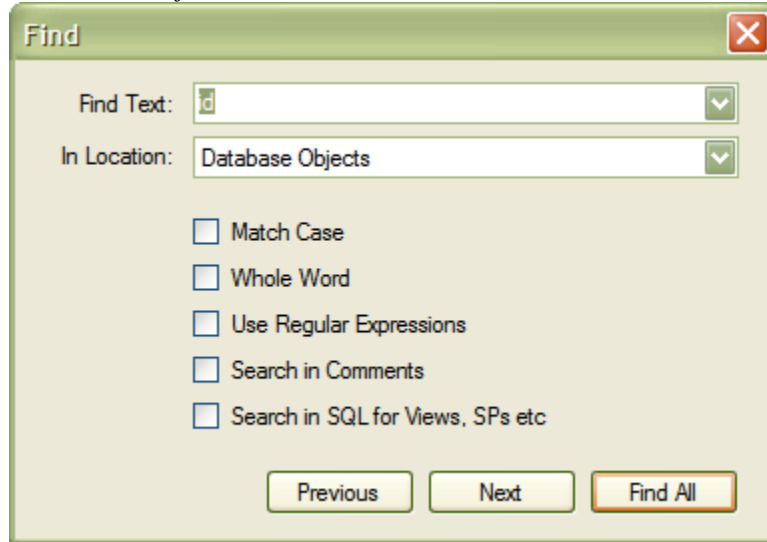 Find
Find Text: id
In Location: Database Objects
Match Case
Whole Word
Use Regular Expressions
Search in Comments
Search in SQL for Views, SPs etc
Previous Next Find All